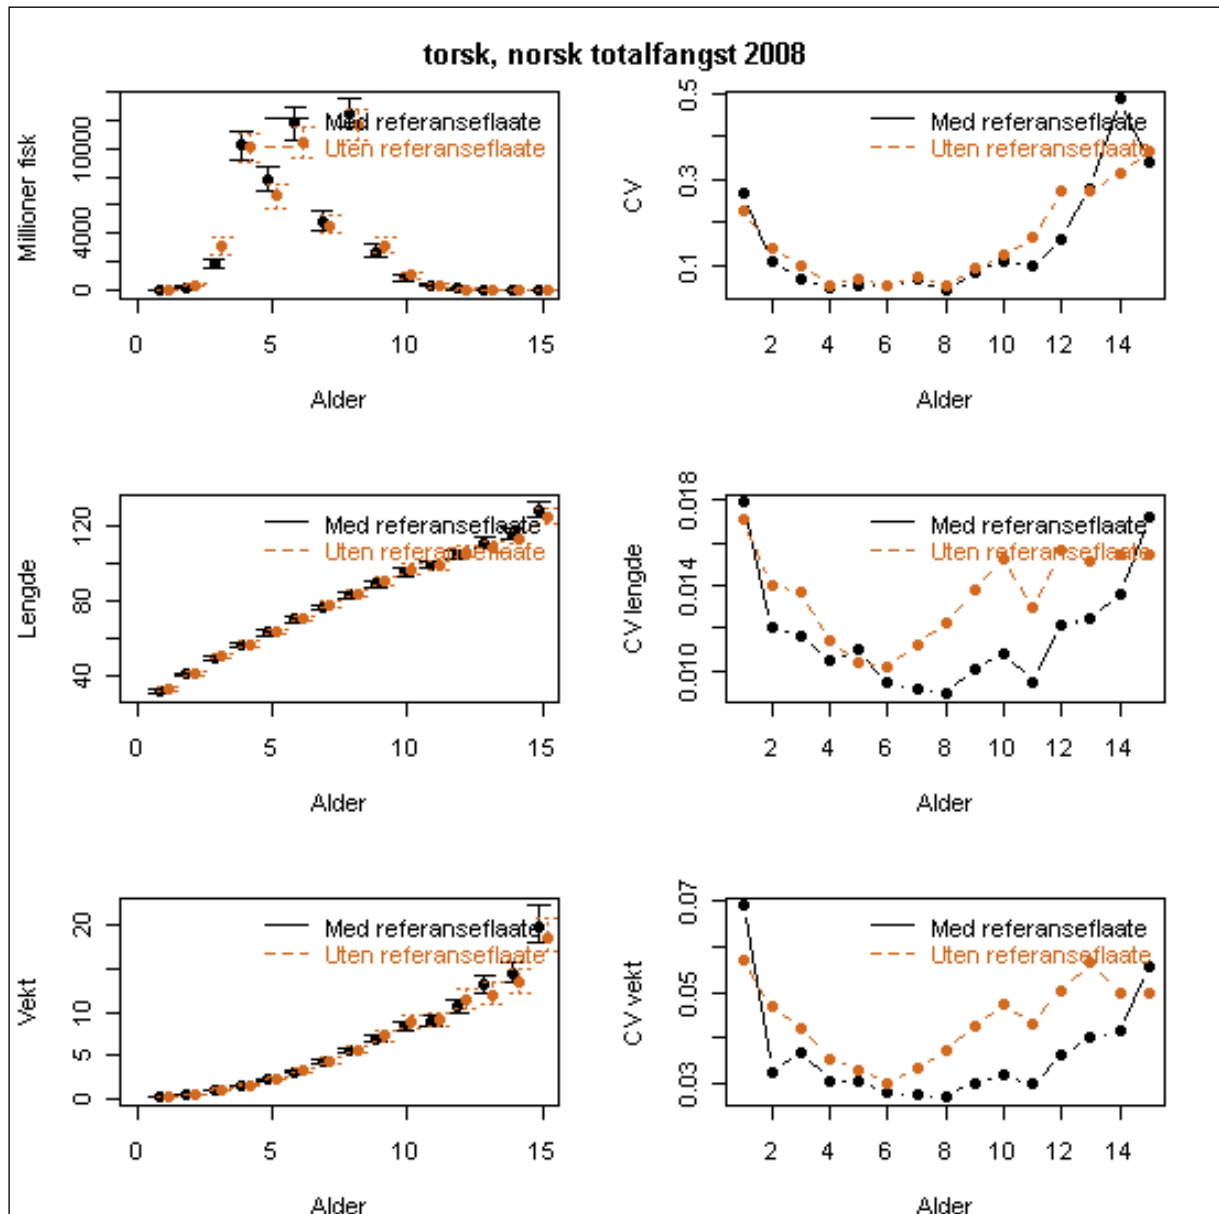 torsk, norsk totalfangst 2008
Millioner fisk
0
4000
10000
Med referanseflaate
Uten referanseflaate
0
5
10
15
Alder
CV
0.1
0.3
0.5
Med referanseflaate
Uten referanseflaate
2
4
6
8
10
12
14
Alder
Lengde
40
80
120
Med referanseflaate
Uten referanseflaate
0
5
10
15
Alder
CV lengde
0.010
0.014
0.018
Med referanseflaate
Uten referanseflaate
2
4
6
8
10
12
14
Alder
Vekt
0
5
10
20
Med referanseflaate
Uten referanseflaate
0
5
10
15
Alder
CV vekt
0.03
0.05
0.07
Med referanseflaate
Uten referanseflaate
2
4
6
8
10
12
14
Alder